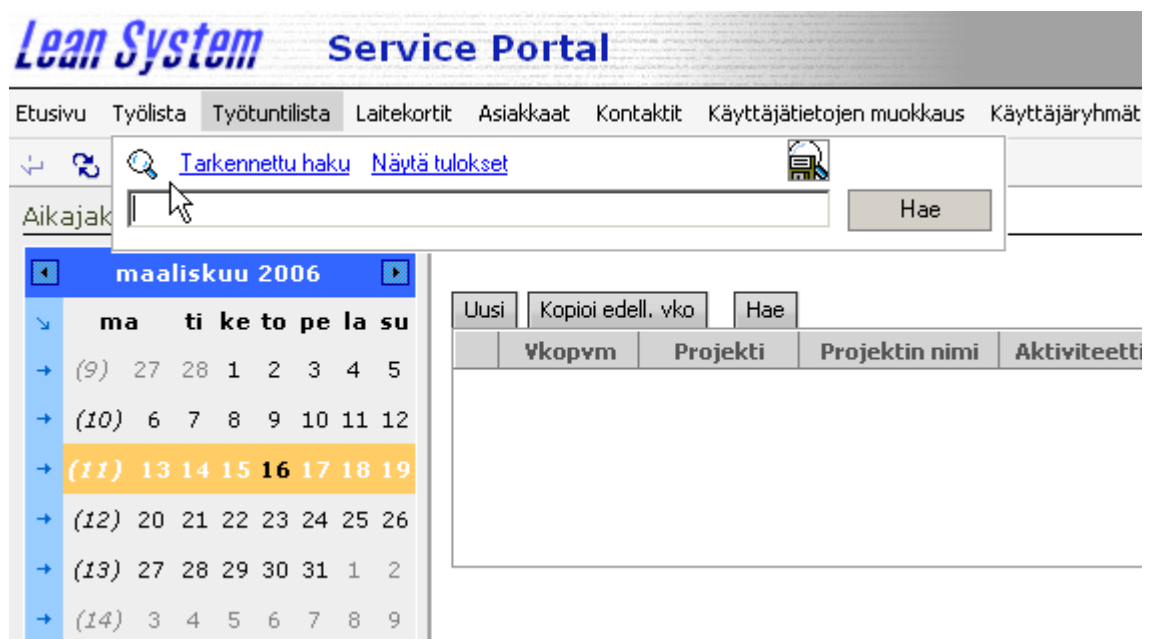 Lean System Service Portal
Etusivu Työlista Työtuntilista Laitekortit Asiakkaat Kontaktit Käyttäjätietojen muokkaus Käyttäjäryhmät
Tarkennettu haku Näytä tulokset
Aikajak
Hae
maaliskuu 2006
ma ti ke to pe la su
Uusi Kopioi edell. vko Hae
Vkopvm Projekti Projektin nimi Aktiviteetti
(9) 27 28 1 2 3 4 5
(10) 6 7 8 9 10 11 12
(11) 13 14 15 16 17 18 19
(12) 20 21 22 23 24 25 26
(13) 27 28 29 30 31 1 2
(14) 3 4 5 6 7 8 9